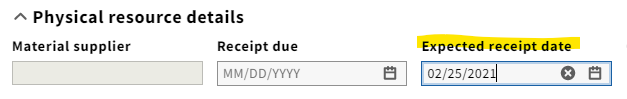 Physical resource details
Material supplier Receipt due Expected receipt date
MM/DD/YYYY 02/25/2021